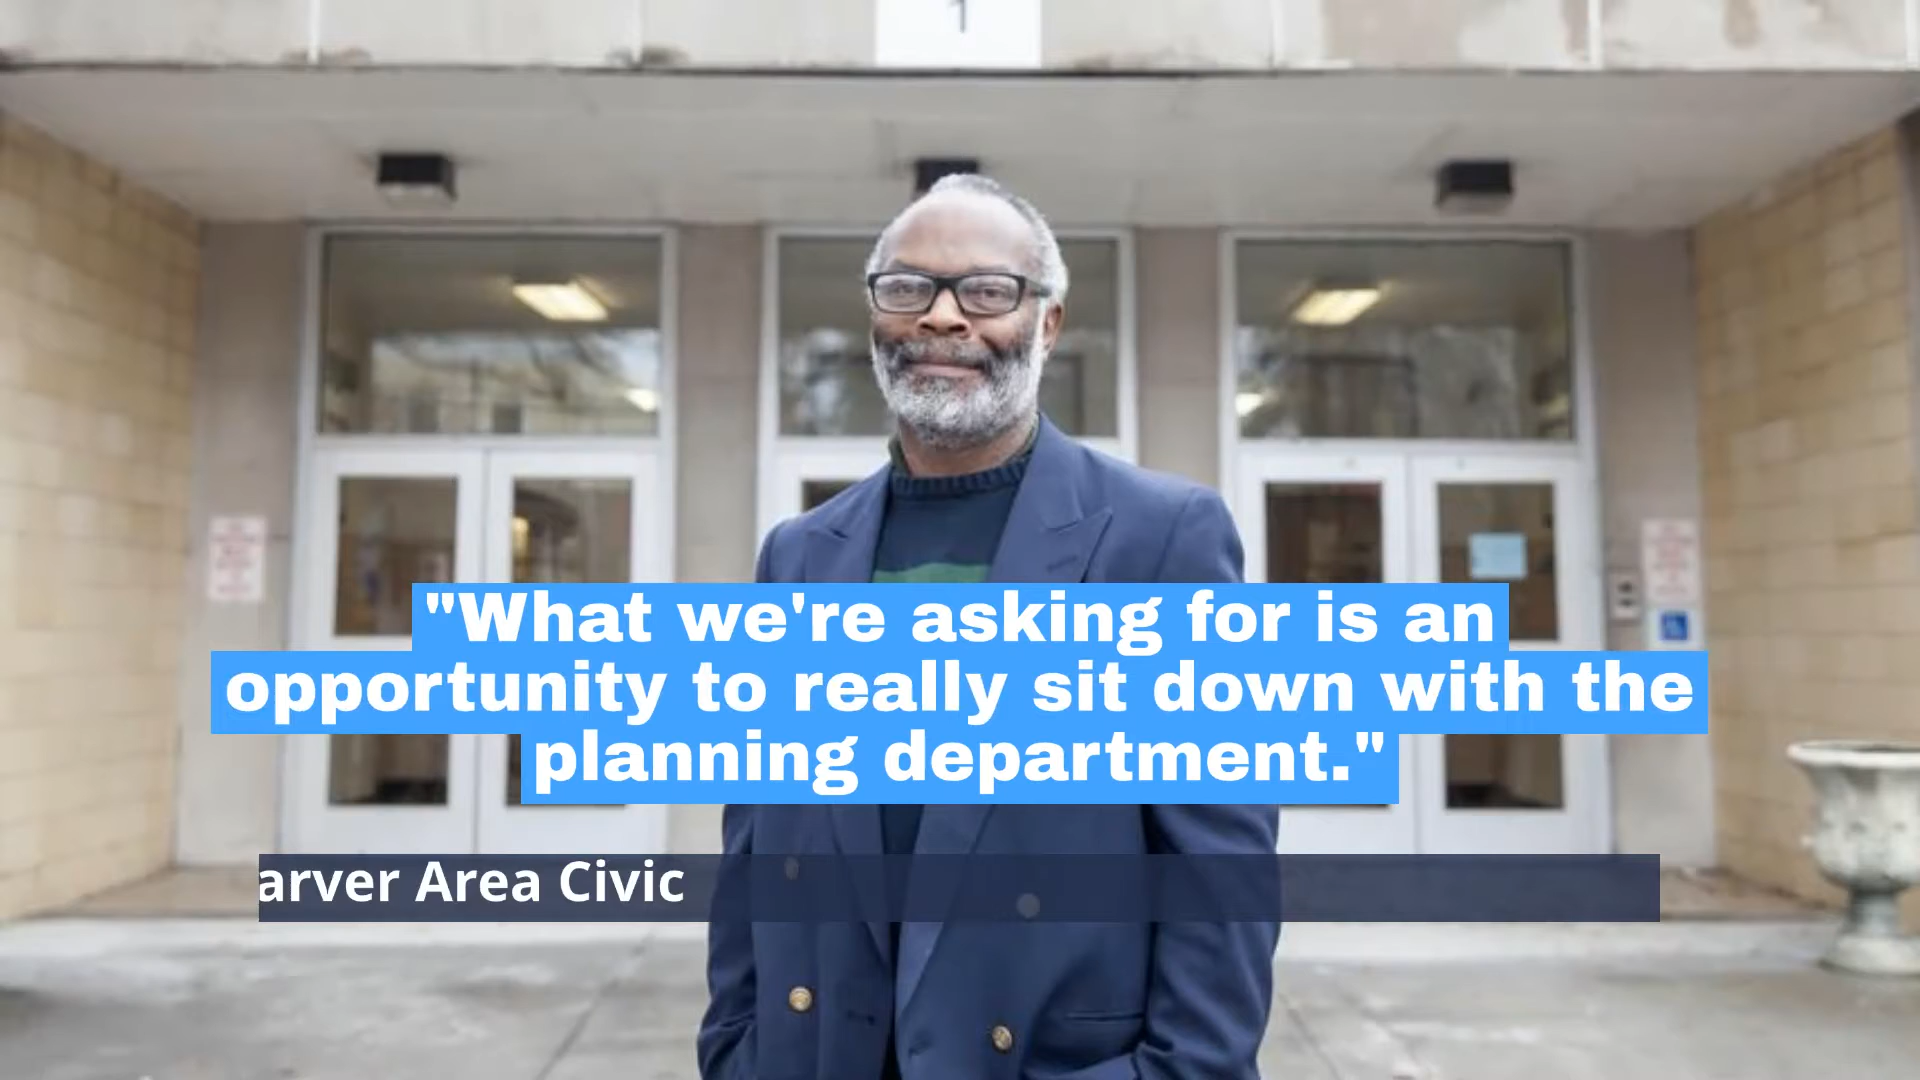 1
"What we're asking for is an
opportunity to really sit down with the
planning department."
arver Area Civic